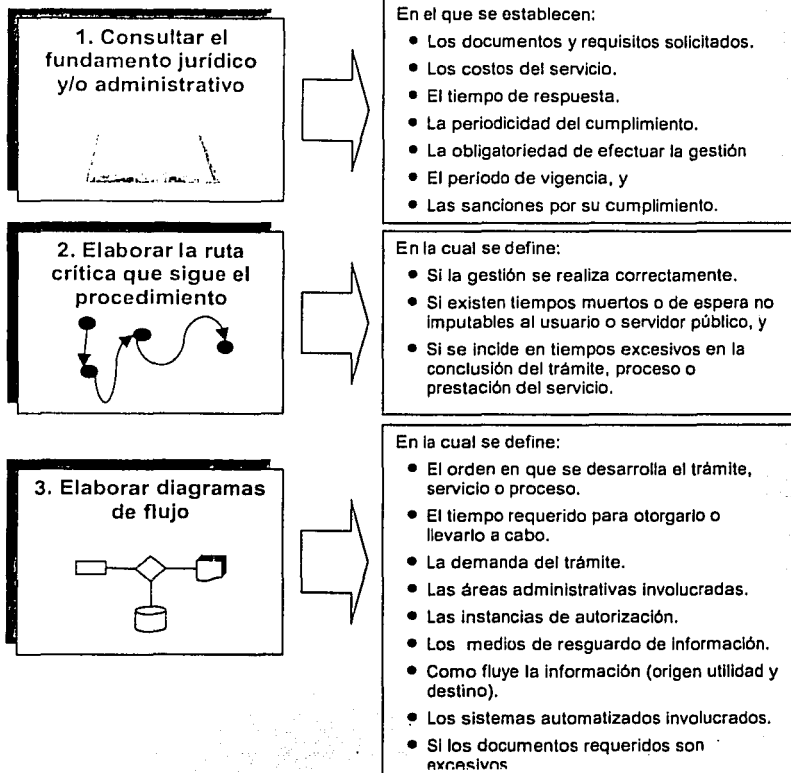 1. Consultar el
fundamento jurídico
y/o administrativo
En el que se establecen:
• Los documentos y requisitos solicitados.
• Los costos del servicio.
• El tiempo de respuesta.
• La periodicidad del cumplimiento.
• La obligatoriedad de efectuar la gestión
• El período de vigencia, y
• Las sanciones por su cumplimiento.
2. Elaborar la ruta
crítica que sigue el
procedimiento
En la cual se define:
• Si la gestión se realiza correctamente.
• Si existen tiempos muertos o de espera no
imputables al usuario o servidor público, y
• Si se incide en tiempos excesivos en la
conclusión del trámite, proceso o
prestación del servicio.
3. Elaborar diagramas
de flujo
En la cual se define:
• El orden en que se desarrolla el trámite,
servicio o proceso.
• El tiempo requerido para otorgarlo o
llevarlo a cabo.
• La demanda del trámite.
• Las áreas administrativas involucradas.
• Las instancias de autorización.
• Los medios de resguardo de información.
• Como fluye la información (origen utilidad y
destino).
• Los sistemas automatizados involucrados.
• Si los documentos requeridos son
excesivos